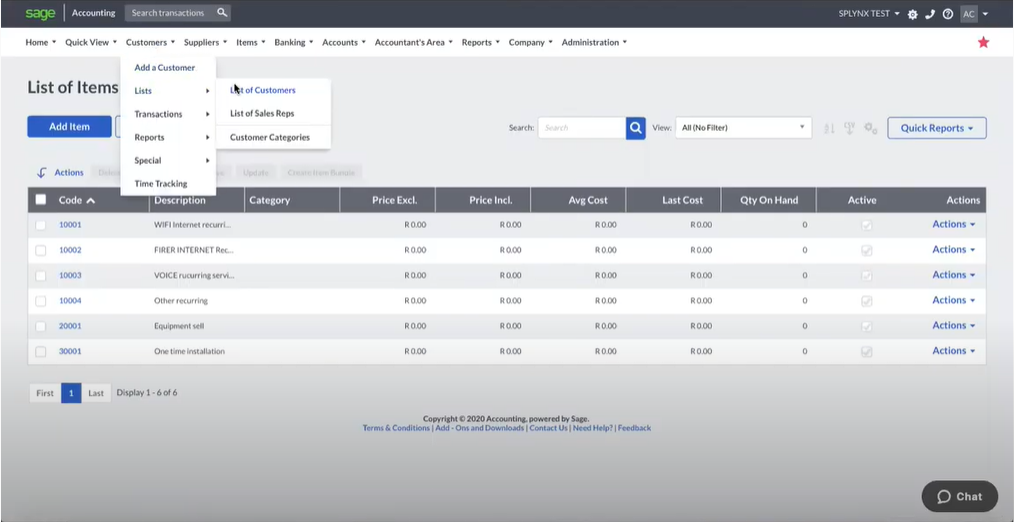 sage Accounting Search transactions SPLYNX TEST AC
Home Quick View Customers Suppliers Items Banking Accounts Accountant's Area Reports Company Administration
Add a Customer
List of Items
Lists
List of Customers
Transactions
List of Sales Reps
Add Item
Search: Search View: All (No Filter) Quick Reports
Reports
Customer Categories
Special
Actions Update Create Item Bundle
Time Tracking
Code Description Category Price Excl. Price Incl. Avg Cost Last Cost Qty On Hand Active Actions
10001 WIFI Internet recurri... R 0.00 R 0.00 R 0.00 R 0.00 0 Actions
10002 FIRER INTERNET Rec... R 0.00 R 0.00 R 0.00 R 0.00 0 Actions
10003 VOICE rucurring servi... R 0.00 R 0.00 R 0.00 R 0.00 0 Actions
10004 Other recurring R 0.00 R 0.00 R 0.00 R 0.00 0 Actions
20001 Equipment sell R 0.00 R 0.00 R 0.00 R 0.00 0 Actions
30001 One time installation R 0.00 R 0.00 R 0.00 R 0.00 0 Actions
First 1 Last Display 1 - 6 of 6
Copyright © 2020 Accounting, powered by Sage.
Terms & Conditions | Add - Ons and Downloads | Contact Us | Need Help? | Feedback
Chat